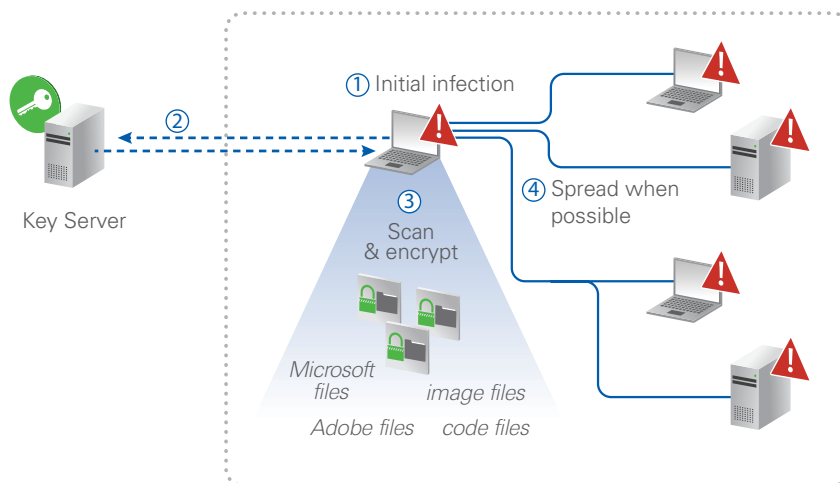 ① Initial infection
②
Key Server
③
Scan
& encrypt
④ Spread when
possible
Microsoft
files
image files
Adobe files
code files